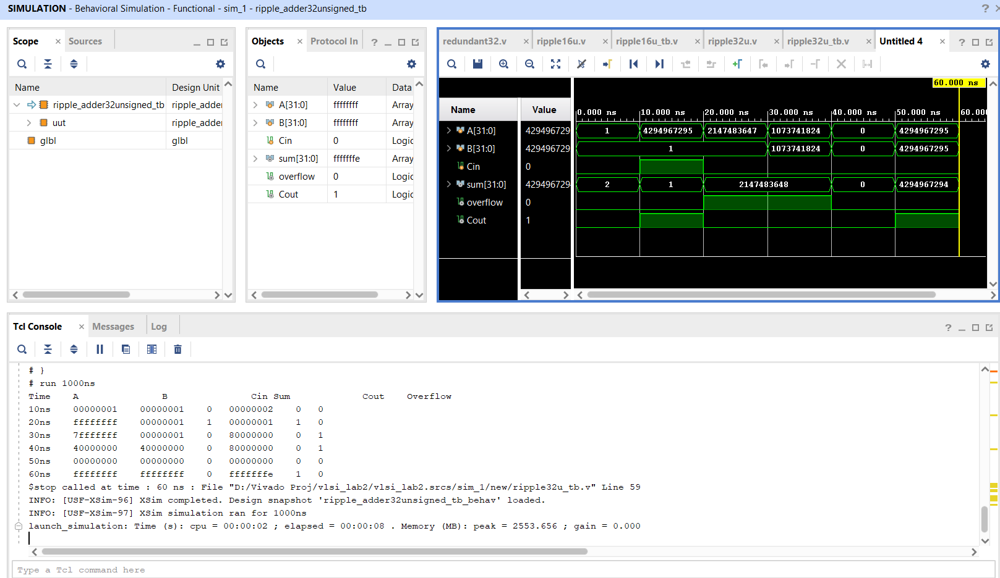 SIMULATION - Behavioral Simulation - Functional - sim_1 - ripple_adder32unsigned_tb
Scope
Sources
Name Design Unit
ripple_adder32unsigned_tb ripple_adder
uut ripple_adder
glbl glbl
Objects
Protocol In
Name Value Data
A[31:0] ffffffff Array
B[31:0] ffffffff Array
Cin 0 Logic
sum[31:0] fffffffe Array
overflow 0 Logic
Cout 1 Logic
redundant32.v ripple16u.v ripple16u_tb.v ripple32u.v ripple32u_tb.v Untitled 4
60.000 ns
Name Value 0.000 ns 10.000 ns 20.000 ns 30.000 ns 40.000 ns 50.000 ns 60.00
A[31:0] 429496729 1 4294967295 2147483647 1073741824 0 4294967295
B[31:0] 429496729 1 1073741824 0 4294967295
Cin 0
sum[31:0] 429496729 2 1 2147483648 0 4294967294
overflow 0
Cout 1
Tcl Console Messages Log
# }
# run 1000ns
Time A B Cin Sum Cout Overflow
10ns 00000001 00000001 0 00000002 0 0
20ns ffffffff 00000001 1 00000001 1 0
30ns 7fffffff 00000001 0 80000000 0 1
40ns 40000000 40000000 0 80000000 0 1
50ns 00000000 00000000 0 00000000 0 0
60ns ffffffff ffffffff 0 fffffffe 1 0
$stop called at time : 60 ns : File "D:/Vivado Proj/vlsi_lab2/vlsi_lab2.srcs/sim_1/new/ripple32u_tb.v" Line 59
INFO: [USF-XSim-96] XSim completed. Design snapshot 'ripple_adder32unsigned_tb_behav' loaded.
INFO: [USF-XSim-97] XSim simulation ran for 1000ns
launch_simulation: Time (s): cpu = 00:00:02 ; elapsed = 00:00:08 . Memory (MB): peak = 2553.656 ; gain = 0.000
Type a Tcl command here